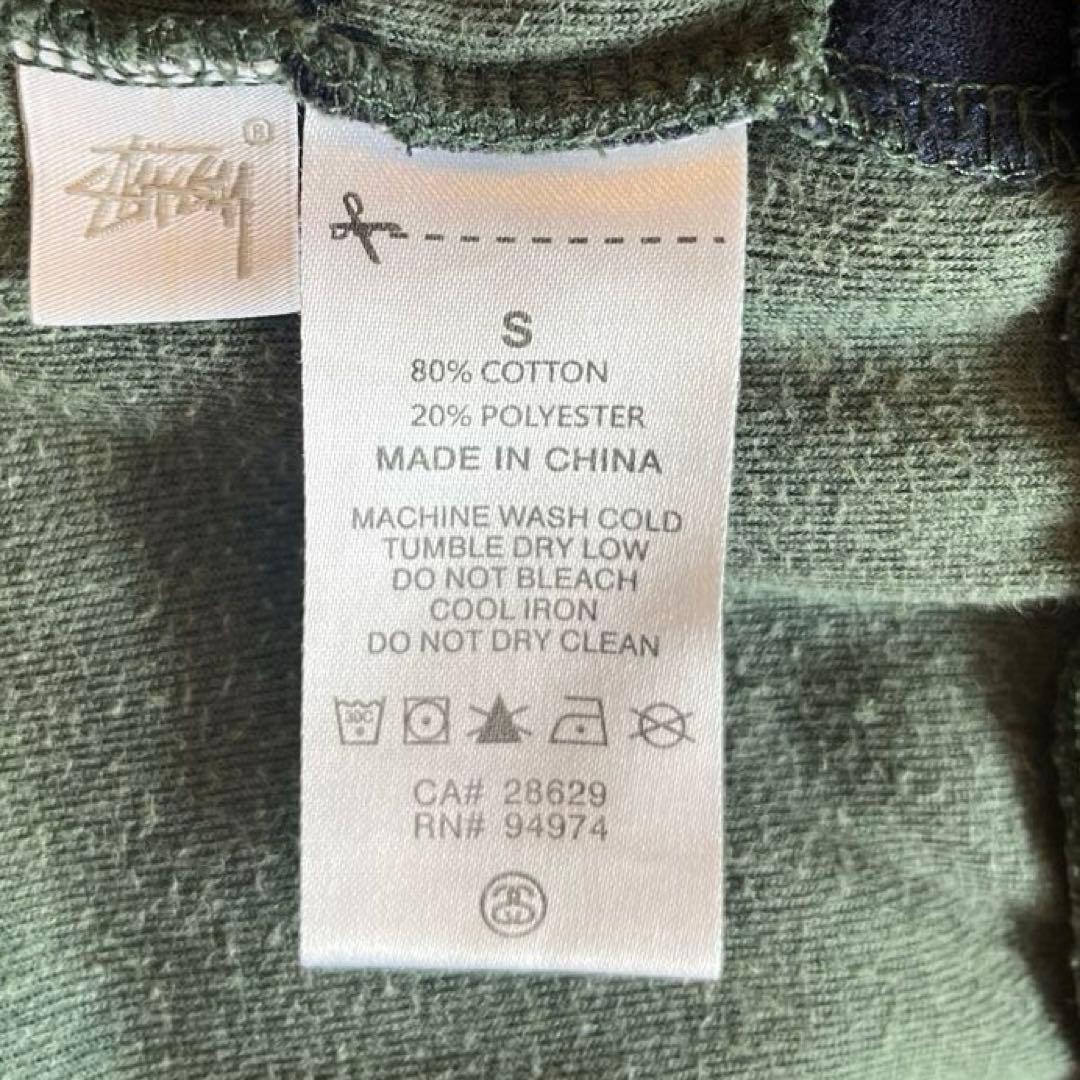 STÜSSY ®
S
80% COTTON
20% POLYESTER
MADE IN CHINA
MACHINE WASH COLD
TUMBLE DRY LOW
DO NOT BLEACH
COOL IRON
DO NOT DRY CLEAN
30C
CA# 28629
RN# 94974